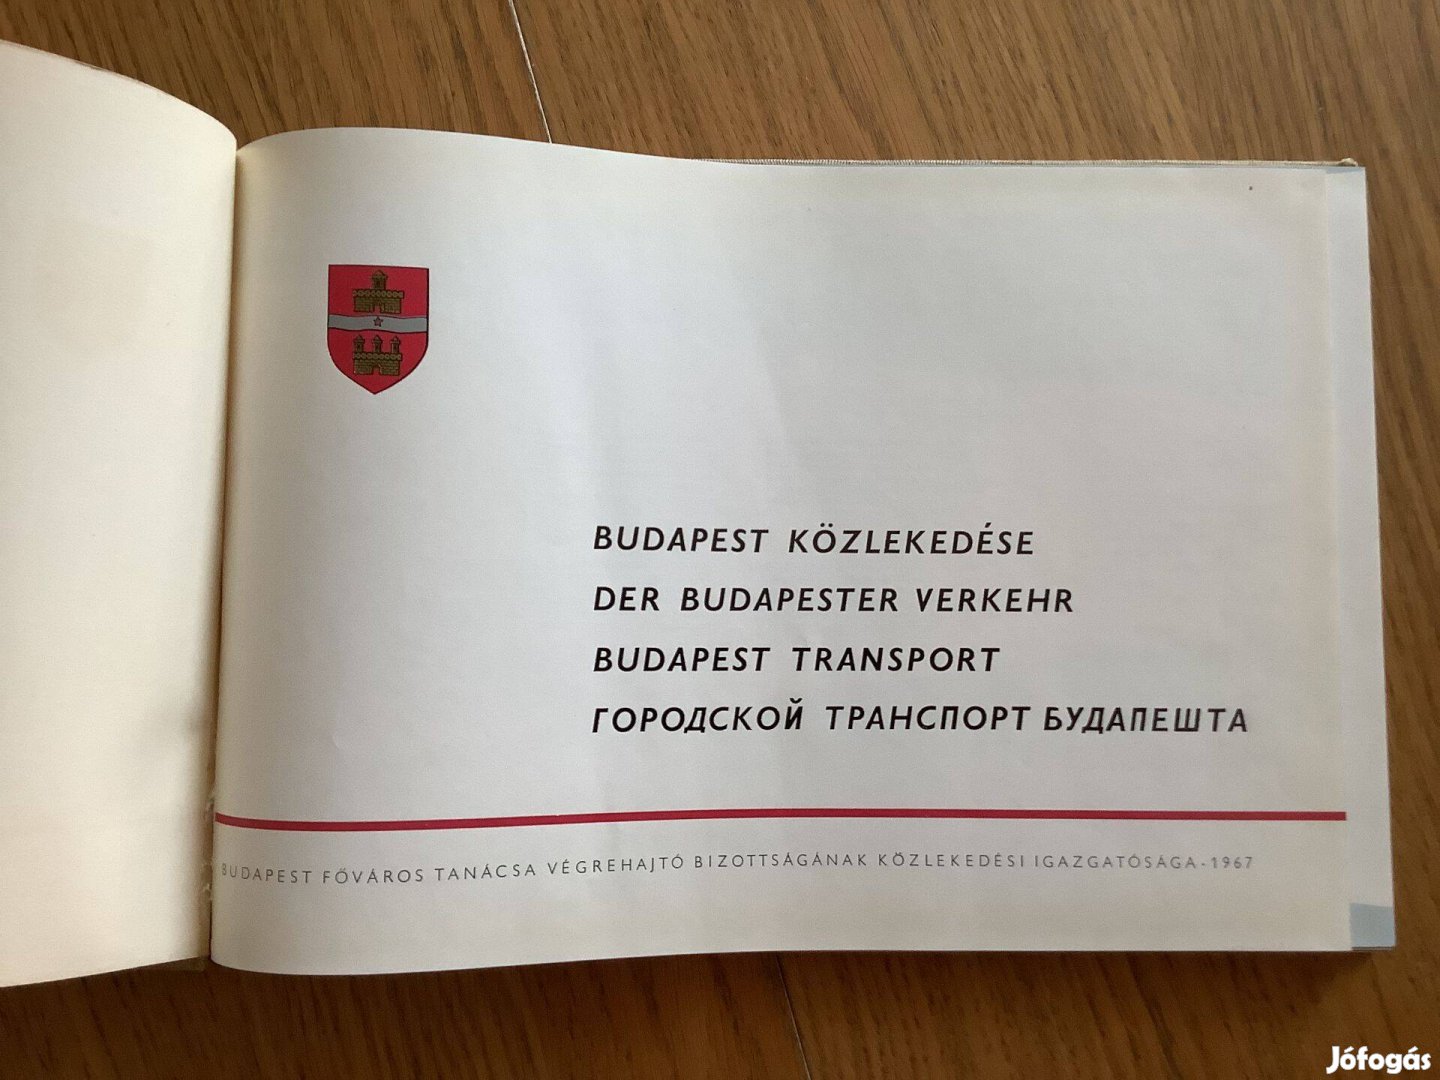 BUDAPEST KÖZLEKEDÉSE
DER BUDAPESTER VERKEHR
BUDAPEST TRANSPORT
ГОРОДСКОЙ ТРАНСПОРТ БУДАПЕШТА
BUDAPEST FŐVÁROS TANÁCSA VÉGREHAJTÓ BIZOTTSÁGÁNAK KÖZLEKEDÉSI IGAZGATÓSÁGA - 1967
Jófogás